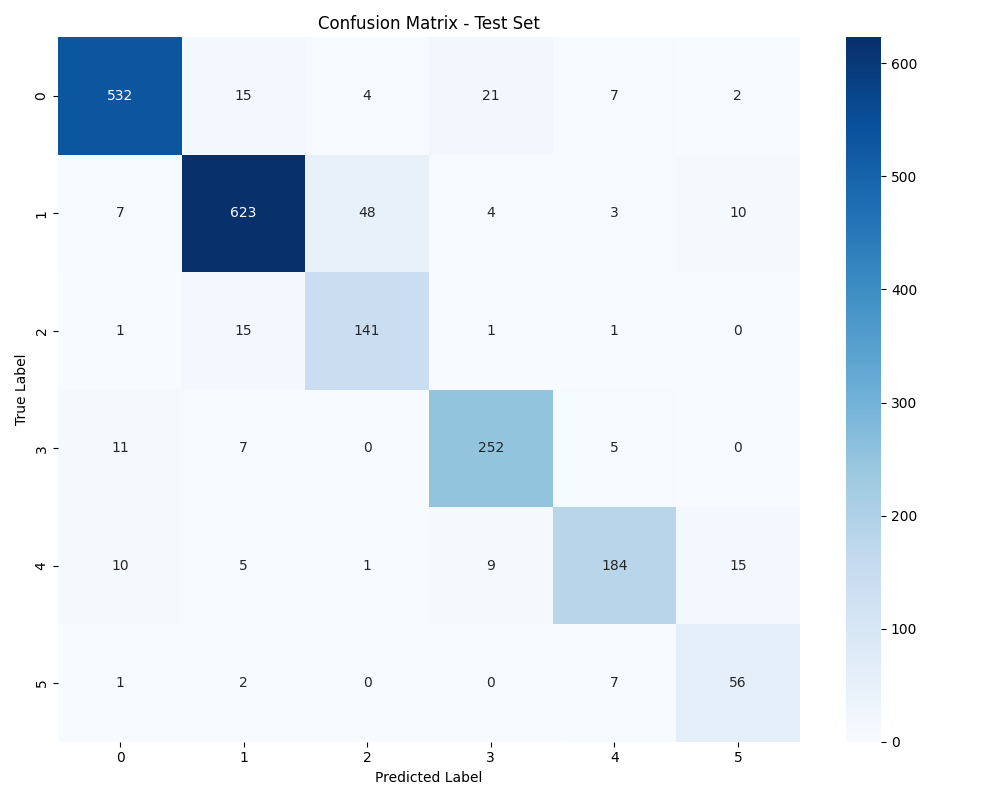 Confusion Matrix - Test Set
0 532 15 4 21 7 2
1 7 623 48 4 3 10
2 1 15 141 1 1 0
3 11 7 0 252 5 0
4 10 5 1 9 184 15
5 1 2 0 0 7 56
0 1 2 3 4 5
Predicted Label
True Label
600
500
400
300
200
100
0